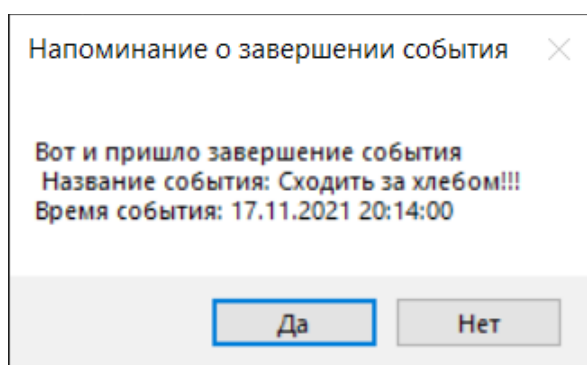 Напоминание о завершении события
Вот и пришло завершение события
Название события: Сходить за хлебом!!!
Время события: 17.11.2021 20:14:00
Да
Нет